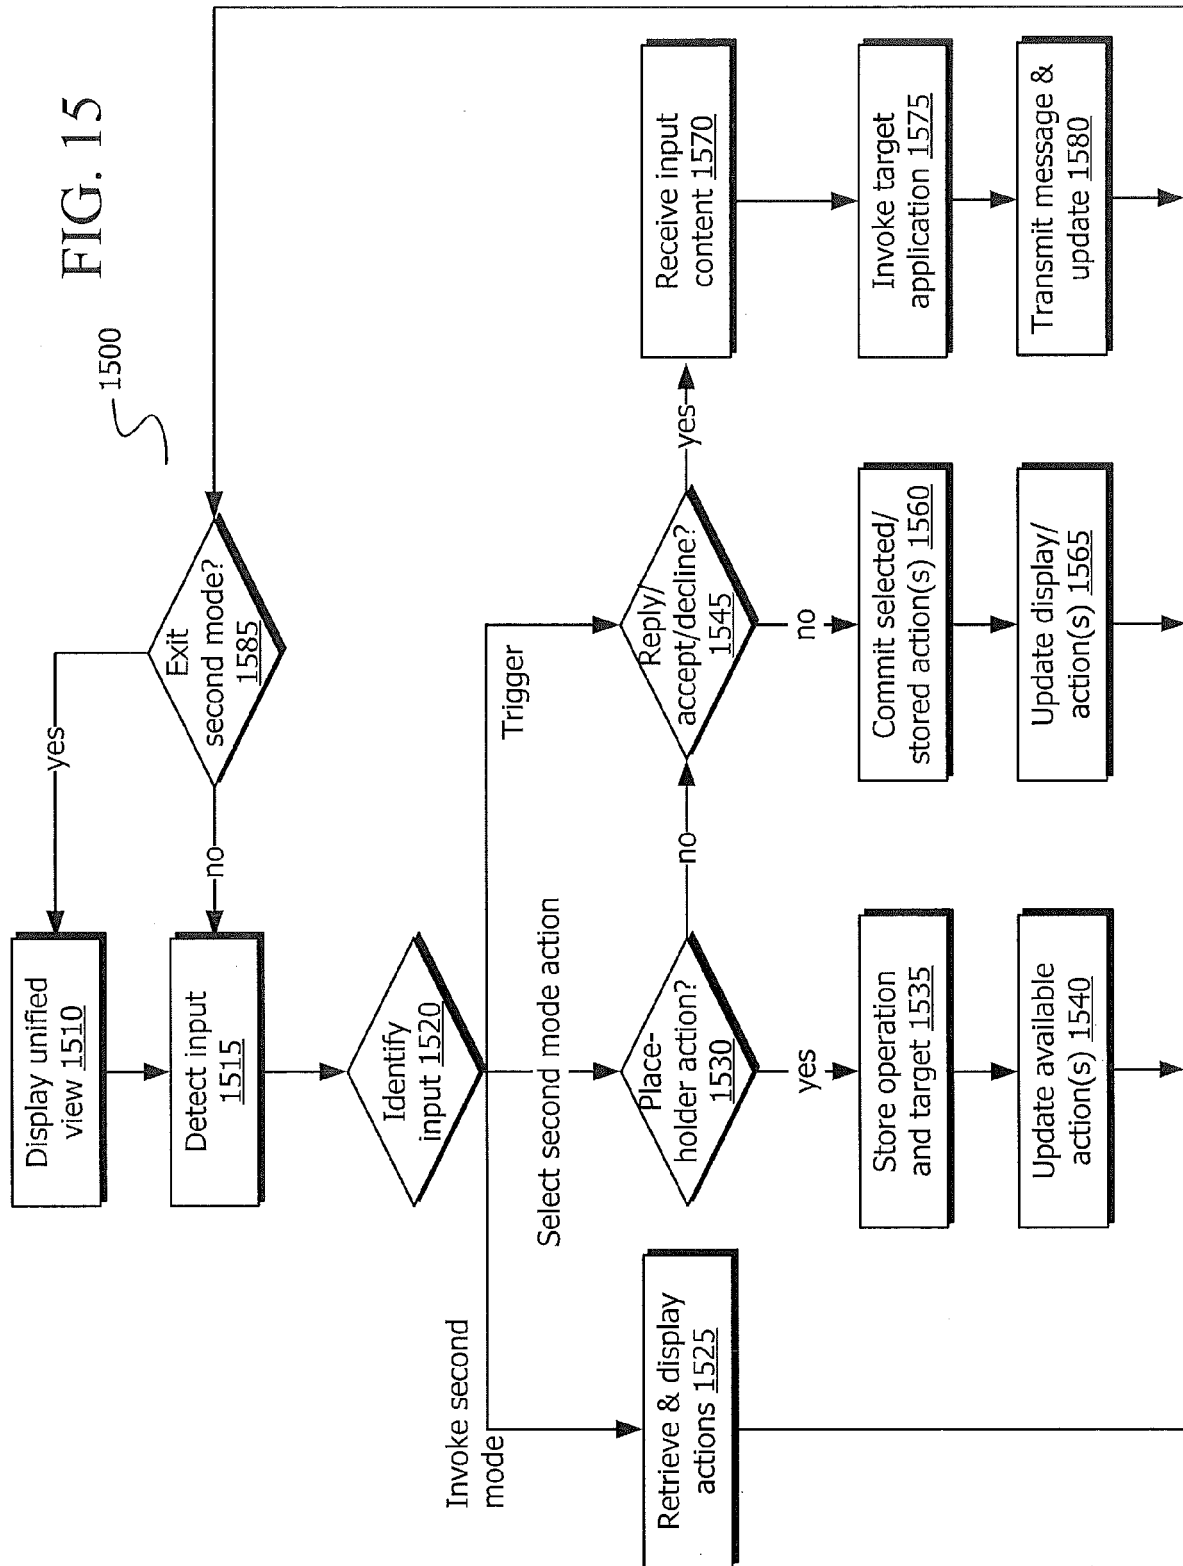 FIG. 15
1500
Display unified
view 1510
yes
Exit
second mode?
1585
Detect input
1515
no
Identify
input 1520
Invoke second
mode
Select second mode action
Trigger
Retrieve & display
actions 1525
Place-
holder action?
1530
no
Reply/
accept/decline?
1545
yes
Receive input
content 1570
yes
no
Store operation
and target 1535
Commit selected/
stored action(s) 1560
Invoke target
application 1575
Update available
action(s) 1540
Update display/
action(s) 1565
Transmit message &
update 1580